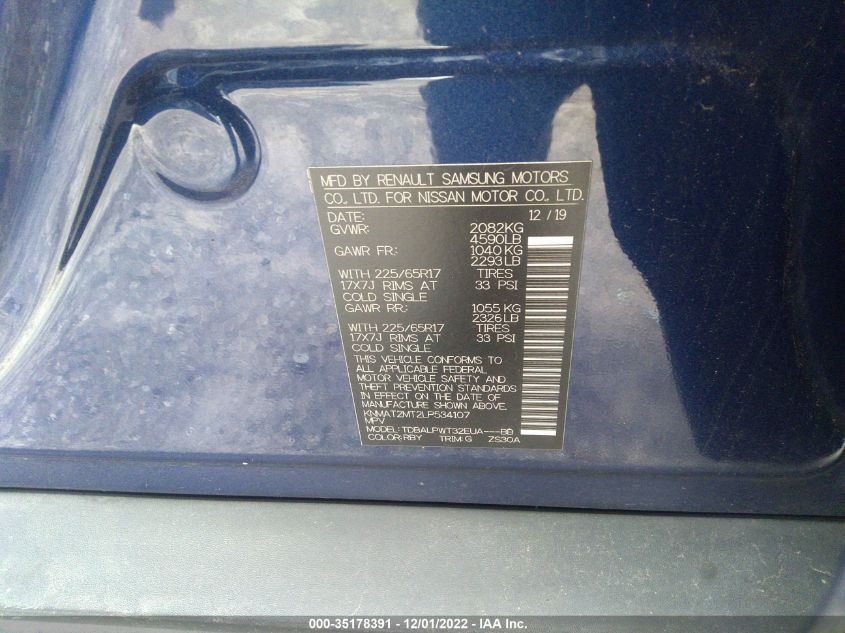 MFD BY RENAULT SAMSUNG MOTORS
CO., LTD. FOR NISSAN MOTOR CO., LTD.
DATE: 12/19
GVWR: 2082KG
4590LB
GAWR FR: 1040KG
2293LB
WITH 225/65R17 TIRES
17X7J RIMS AT 33 PSI
COLD SINGLE
GAWR RR: 1055KG
2326LB
WITH 225/65R17 TIRES
17X7J RIMS AT 33 PSI
COLD SINGLE
THIS VEHICLE CONFORMS TO
ALL APPLICABLE FEDERAL
MOTOR VEHICLE SAFETY AND
THEFT PREVENTION STANDARDS
IN EFFECT ON THE DATE OF
MANUFACTURE SHOWN ABOVE.
KNMAT2MT2LP534107
MPV
MODEL: TDBALPWT32EUA---BB
COLOR:RBY TRIM:G ZS30A
000-35178391 - 12/01/2022 - IAA Inc.